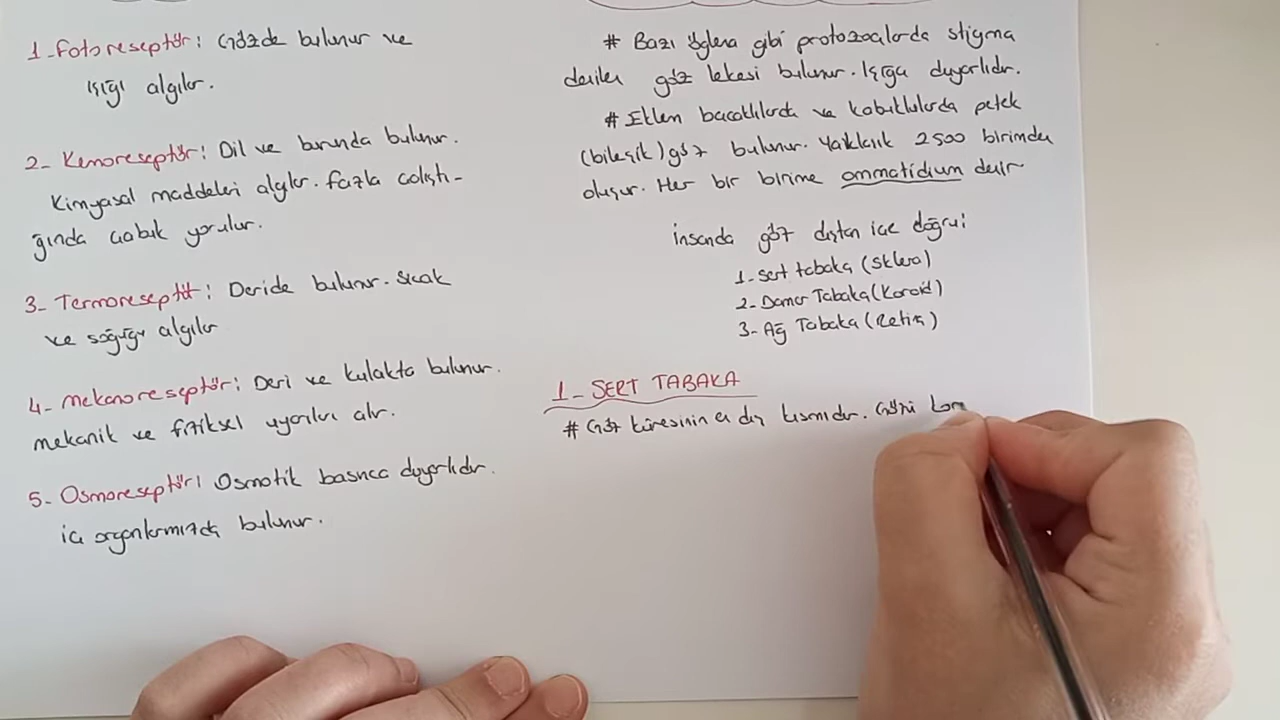 1-Fotoreseptör: Gözde bulunur ve
ışığı algılar.
2- Kemoreseptör: Dil ve burunda bulunur.
Kimyasal maddeleri algılar. Fazla çalıştı-
ğında çabuk yorulur.
3- Termoreseptör: Deride bulunur. Sıcak
ve soğuğu algılar
4- Mekanoreseptör: Deri ve kulakta bulunur.
mekanik ve fiziksel uyarıları alır.
5- Osmoreseptör: Osmotik basınca duyarlıdır.
iç organlarımızda bulunur.
# Bazı öglena gibi protozoalarda stigma
denilen göz lekesi bulunur. Işığa duyarlıdır.
# Eklem bacaklılarda ve kabuklularda petek
(bileşik) göz bulunur. Yaklaşık 2500 birimden
oluşur. Her bir birime ommatidium denir
İnsanda göz dıştan içe doğru;
1- Sert tabaka (Sklera)
2- Damar Tabaka (Koroid)
3- Ağ Tabaka (Retina)
1- SERT TABAKA
# Göz küresinin en dış kısmıdır. Gözü